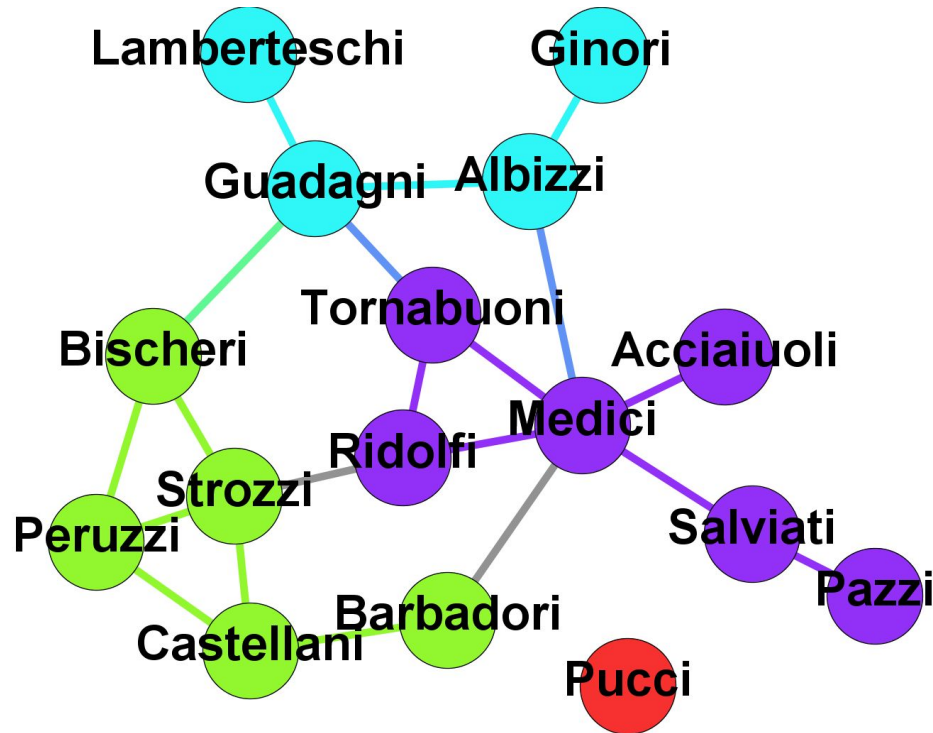 Lamberteschi
Ginori
Guadagni
Albizzi
Tornabuoni
Bischeri
Acciaiuoli
Medici
Ridolfi
Strozzi
Peruzzi
Salviati
Pazzi
Barbadori
Castellani
Pucci